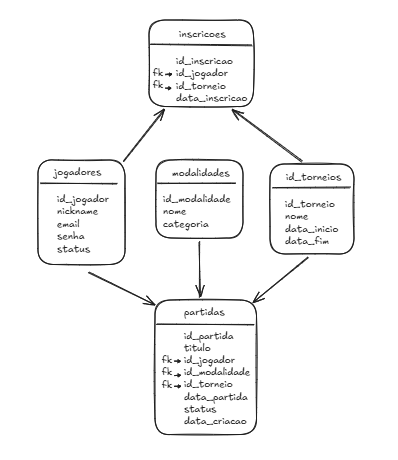 inscricoes
id_inscricao
fk → id_jogador
fk → id_torneio
data_inscricao
jogadores
id_jogador
nickname
email
senha
status
modalidades
id_modalidade
nome
categoria
id_torneios
id_torneio
nome
data_inicio
data_fim
partidas
id_partida
titulo
fk → id_jogador
fk → id_modalidade
fk → id_torneio
data_partida
status
data_criacao